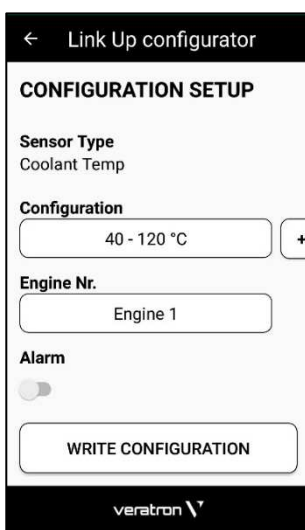 ← Link Up configurator
CONFIGURATION SETUP
Sensor Type
Coolant Temp
Configuration
40 - 120 °C +
Engine Nr.
Engine 1
Alarm
WRITE CONFIGURATION
veratron